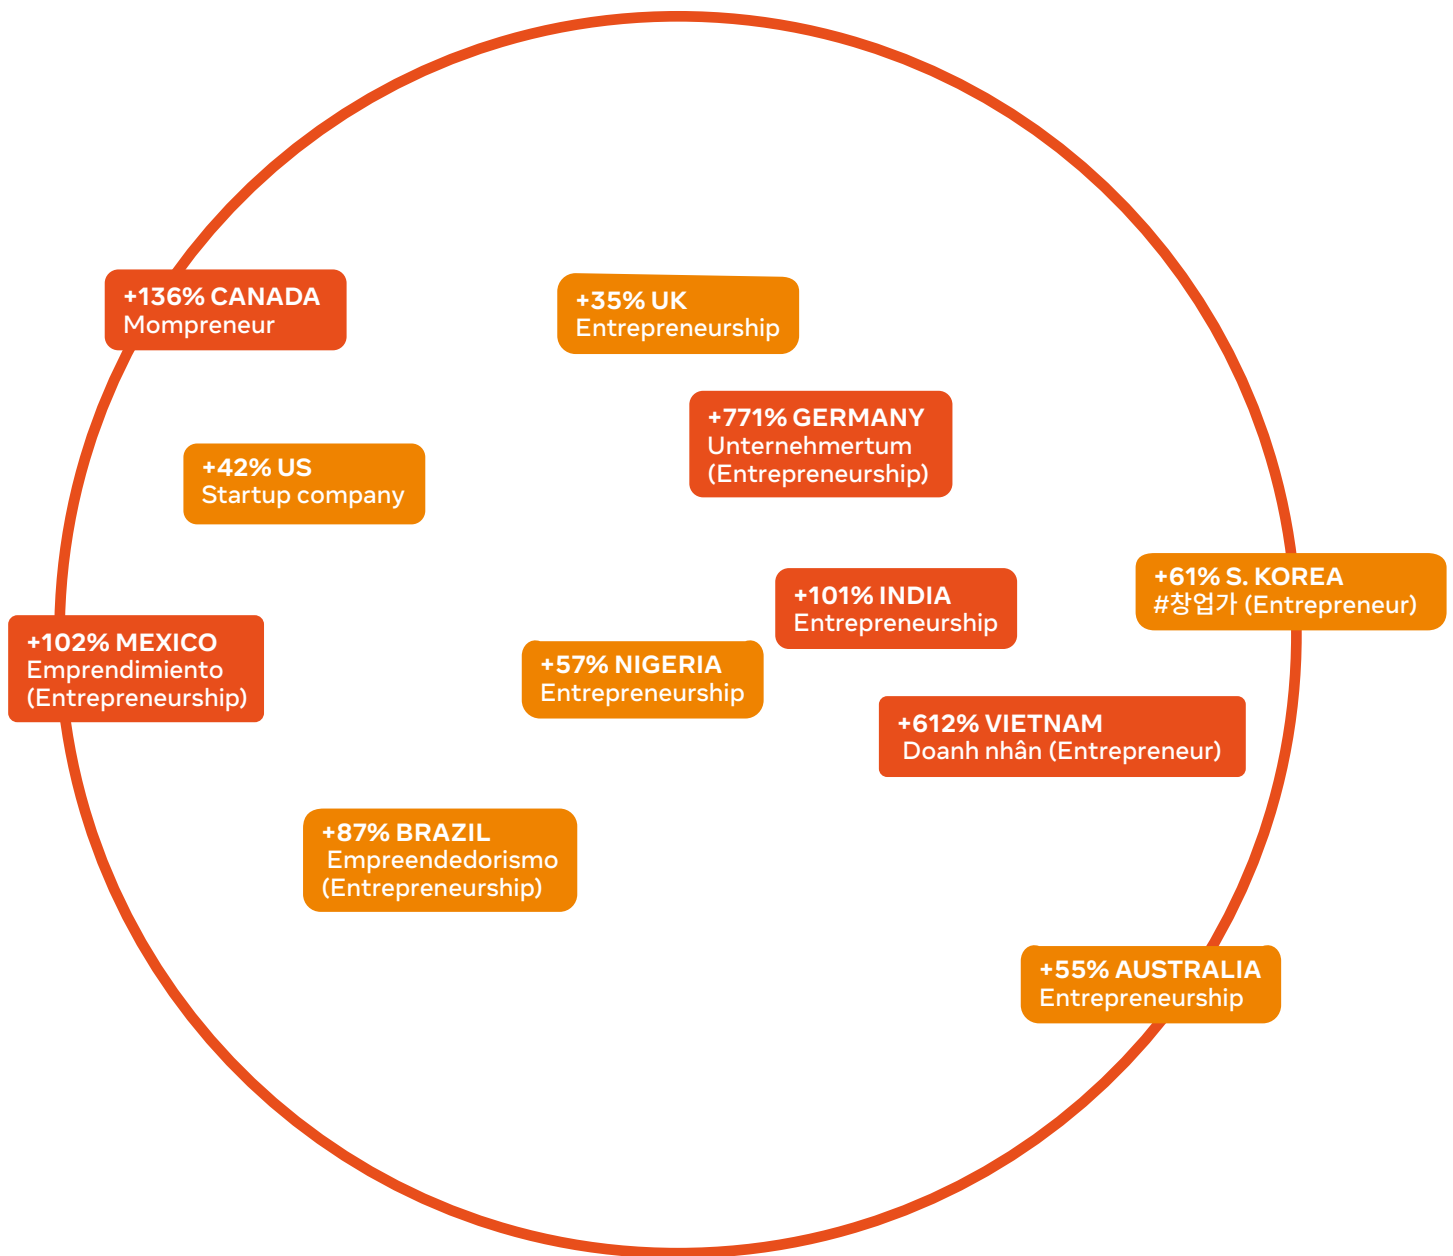 +136% CANADA
Mompreneur
+35% UK
Entrepreneurship
+771% GERMANY
Unternehmertum
(Entrepreneurship)
+42% US
Startup company
+61% S. KOREA
#창업가 (Entrepreneur)
+101% INDIA
Entrepreneurship
+102% MEXICO
Emprendimiento
(Entrepreneurship)
+57% NIGERIA
Entrepreneurship
+612% VIETNAM
Doanh nhân (Entrepreneur)
+87% BRAZIL
Empreendedorismo
(Entrepreneurship)
+55% AUSTRALIA
Entrepreneurship